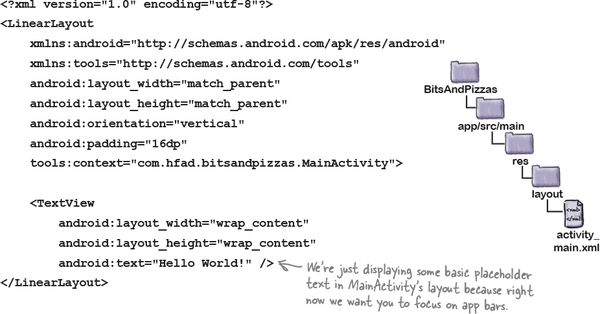 <?xml version="1.0" encoding="utf-8"?>
<LinearLayout
    xmlns:android="http://schemas.android.com/apk/res/android"
    xmlns:tools="http://schemas.android.com/tools"
    android:layout_width="match_parent"
    android:layout_height="match_parent"
    android:orientation="vertical"
    android:padding="16dp"
    tools:context="com.hfad.bitsandpizzas.MainActivity">
    <TextView
        android:layout_width="wrap_content"
        android:layout_height="wrap_content"
        android:text="Hello World!" />
</LinearLayout>
We're just displaying some basic placeholder
text in MainActivity's layout because right
now we want you to focus on app bars.
BitsAndPizzas
app/src/main
res
layout
<xml>
</xml>
activity_
main.xml